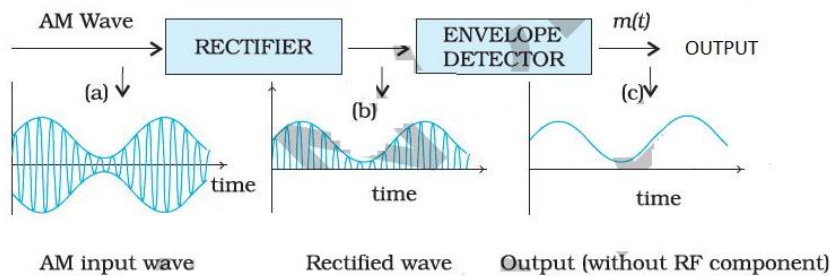 AM Wave
RECTIFIER
ENVELOPE
DETECTOR
m(t)
OUTPUT
(a)
(b)
(c)
time
time
time
AM input wave
Rectified wave
Output (without RF component)